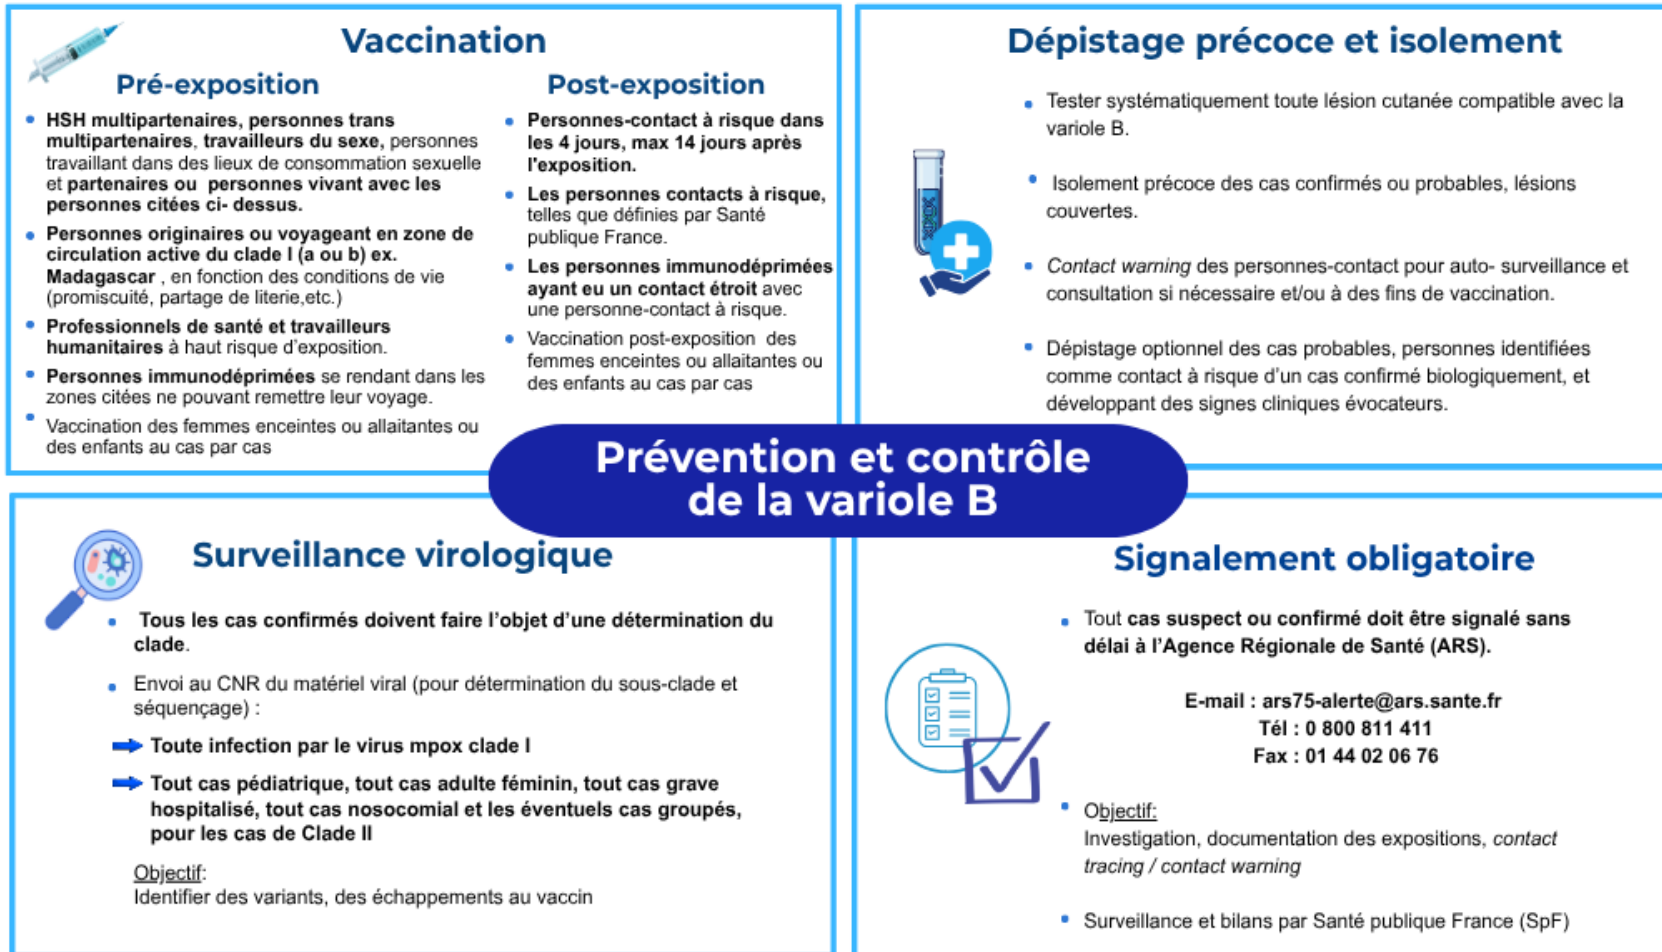 Vaccination
Pré-exposition
HSH multipartenaires, personnes trans
multipartenaires, travailleurs du sexe, personnes
travaillant dans des lieux de consommation sexuelle
et partenaires ou personnes vivant avec les
personnes citées ci- dessus.
Personnes originaires ou voyageant en zone de
circulation active du clade I (a ou b) ex.
Madagascar , en fonction des conditions de vie
(promiscuité, partage de literie,etc.)
Professionnels de santé et travailleurs
humanitaires à haut risque d'exposition.
Personnes immunodéprimées se rendant dans les
zones citées ne pouvant remettre leur voyage.
Vaccination des femmes enceintes ou allaitantes ou
des enfants au cas par cas
Post-exposition
Personnes-contact à risque dans
les 4 jours, max 14 jours après
l'exposition.
Les personnes contacts à risque,
telles que définies par Santé
publique France.
Les personnes immunodéprimées
ayant eu un contact étroit avec
une personne-contact à risque.
Vaccination post-exposition des
femmes enceintes ou allaitantes ou
des enfants au cas par cas
Dépistage précoce et isolement
Tester systématiquement toute lésion cutanée compatible avec la
variole B.
Isolement précoce des cas confirmés ou probables, lésions
couvertes.
Contact warning des personnes-contact pour auto- surveillance et
consultation si nécessaire et/ou à des fins de vaccination.
Dépistage optionnel des cas probables, personnes identifiées
comme contact à risque d'un cas confirmé biologiquement, et
développant des signes cliniques évocateurs.
Prévention et contrôle
de la variole B
Surveillance virologique
Tous les cas confirmés doivent faire l'objet d'une détermination du
clade.
Envoi au CNR du matériel viral (pour détermination du sous-clade et
séquençage) :
Toute infection par le virus mpox clade I
Tout cas pédiatrique, tout cas adulte féminin, tout cas grave
hospitalisé, tout cas nosocomial et les éventuels cas groupés,
pour les cas de Clade II
Objectif:
Identifier des variants, des échappements au vaccin
Signalement obligatoire
Tout cas suspect ou confirmé doit être signalé sans
délai à l'Agence Régionale de Santé (ARS).
E-mail : ars75-alerte@ars.sante.fr
Tél : 0 800 811 411
Fax : 01 44 02 06 76
Objectif:
Investigation, documentation des expositions, contact
tracing / contact warning
Surveillance et bilans par Santé publique France (SpF)